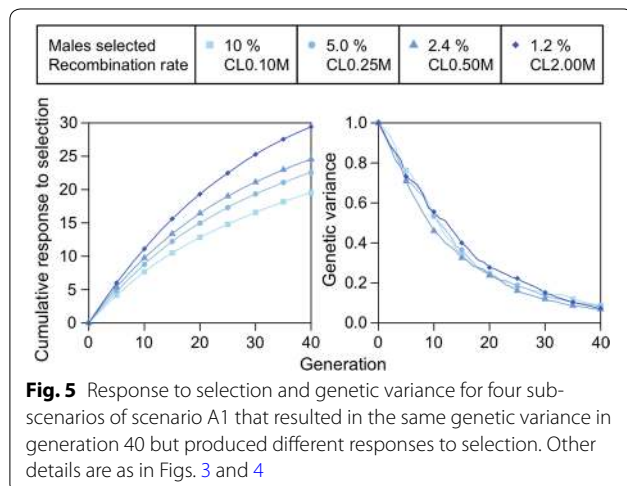 Males selected 10 % 5.0 % 2.4 % 1.2 %
Recombination rate CL0.10M CL0.25M CL0.50M CL2.00M
Cumulative response to selection
30
25
20
15
10
5
0
0 10 20 30 40
Genetic variance
1.0
0.8
0.6
0.4
0.2
0.0
0 10 20 30 40
Generation
Fig. 5 Response to selection and genetic variance for four sub-
scenarios of scenario A1 that resulted in the same genetic variance in
generation 40 but produced different responses to selection. Other
details are as in Figs. 3 and 4